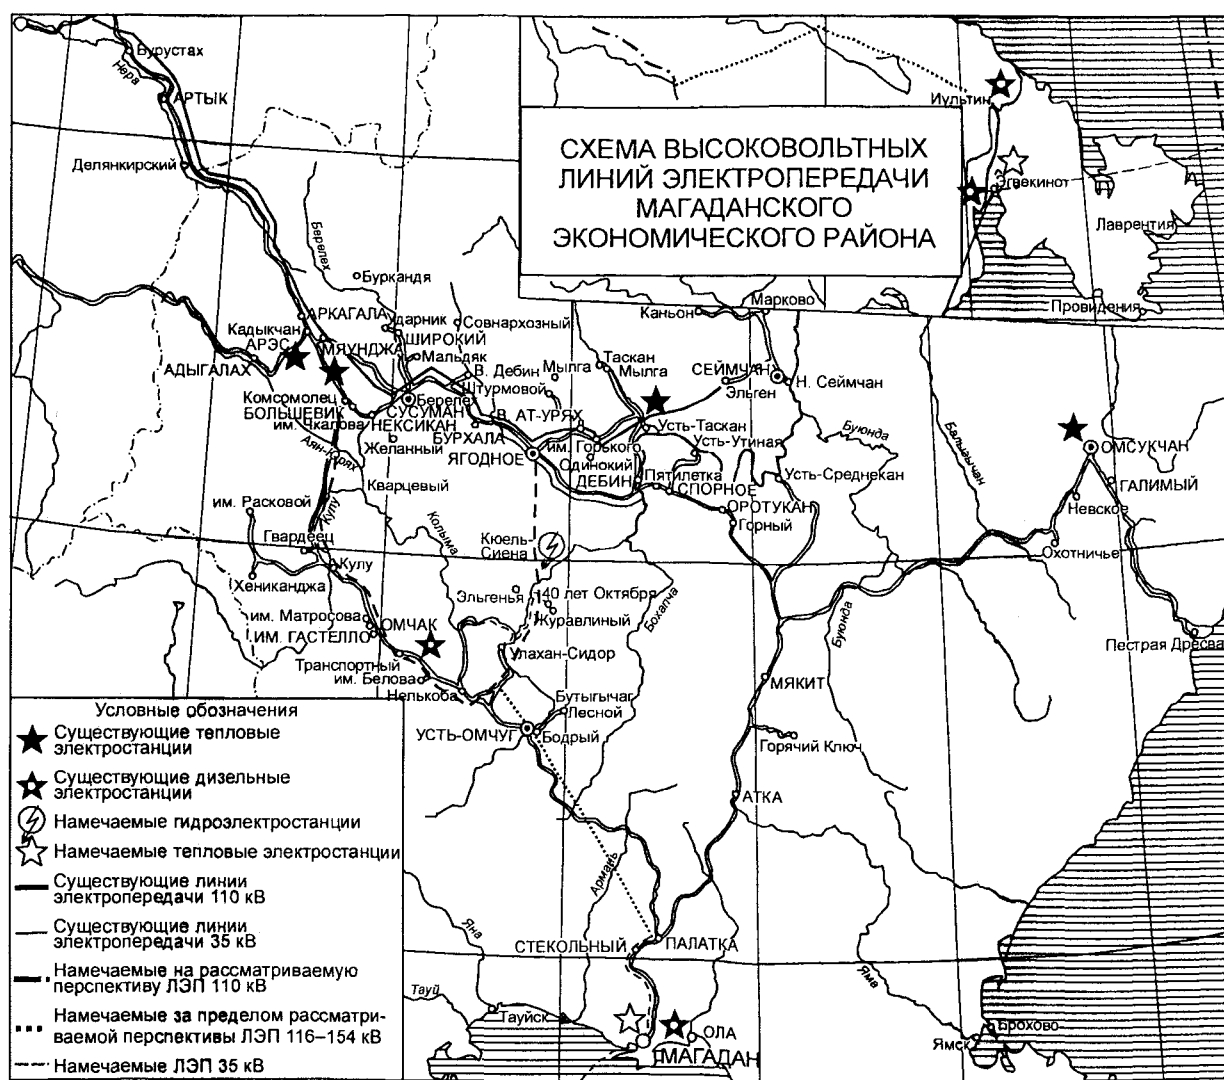 СХЕМА ВЫСОКОВОЛЬТНЫХ
ЛИНИЙ ЭЛЕКТРОПЕРЕДАЧИ
МАГАДАНСКОГО
ЭКОНОМИЧЕСКОГО РАЙОНА
Бурустах
Нера
АРТЫК
Делянкирский
Берелех
Буркандя
Иультин
Эгвекинот
Лаврентия
Провидения
Марково
Каньон
АРКАГАЛА
Ударник
Совнархозный
Кадыкчан
АРЭС
ШИРОКИЙ
МЯУНДЖА
Мальдяк
АДЫГАЛАХ
В. Дебин
Мылга
Таскан
Мылга
СЕЙМЧАН
Эльген
Н. Сеймчан
Штурмовой
Комсомолец
Берелех
БОЛЬШЕВИК
СУСУМАН
В. АТ-УРЯХ
им. Чкалова
НЕКСИКАН
БУРХАЛА
Усть-Таскан
Усть-Утиная
Буюнда
Балыгычан
ОМСУКЧАН
Аян-Юрях
Желанный
ЯГОДНОЕ
им. Горького
Одинокий
Пятилетка
ДЕБИН
СПОРНОЕ
Усть-Среднекан
ГАЛИМЫЙ
Невское
Кварцевый
им. Расковой
Кулу
Колыма
ОРОТУКАН
Горный
Гвардеец
Кюель-
Сиена
Охотничье
Кулу
Хениканджа
Эльгенья
40 лет Октября
Журавлиный
Бохапча
Буюнда
им. Матросова
ОМЧАК
ИМ. ГАСТЕЛЛО
Улахан-Сидор
Пестрая Дресва
Транспортный
им. Белова
Нелькоба
Бутыгычаг
Лесной
МЯКИТ
УСТЬ-ОМЧУГ
Бодрый
Горячий Ключ
АТКА
Армань
Яна
СТЕКОЛЬНЫЙ
ПАЛАТКА
Яма
Тауй
Тауйск
ОЛА
МАГАДАН
Ямск
Брохово
Условные обозначения
Существующие тепловые
электростанции
Существующие дизельные
электростанции
Намечаемые гидроэлектростанции
Намечаемые тепловые электростанции
Существующие линии
электропередачи 110 кВ
Существующие линии
электропередачи 35 кВ
Намечаемые на рассматриваемую
перспективу ЛЭП 110 кВ
Намечаемые за пределом рассматри-
ваемой перспективы ЛЭП 116–154 кВ
Намечаемые ЛЭП 35 кВ